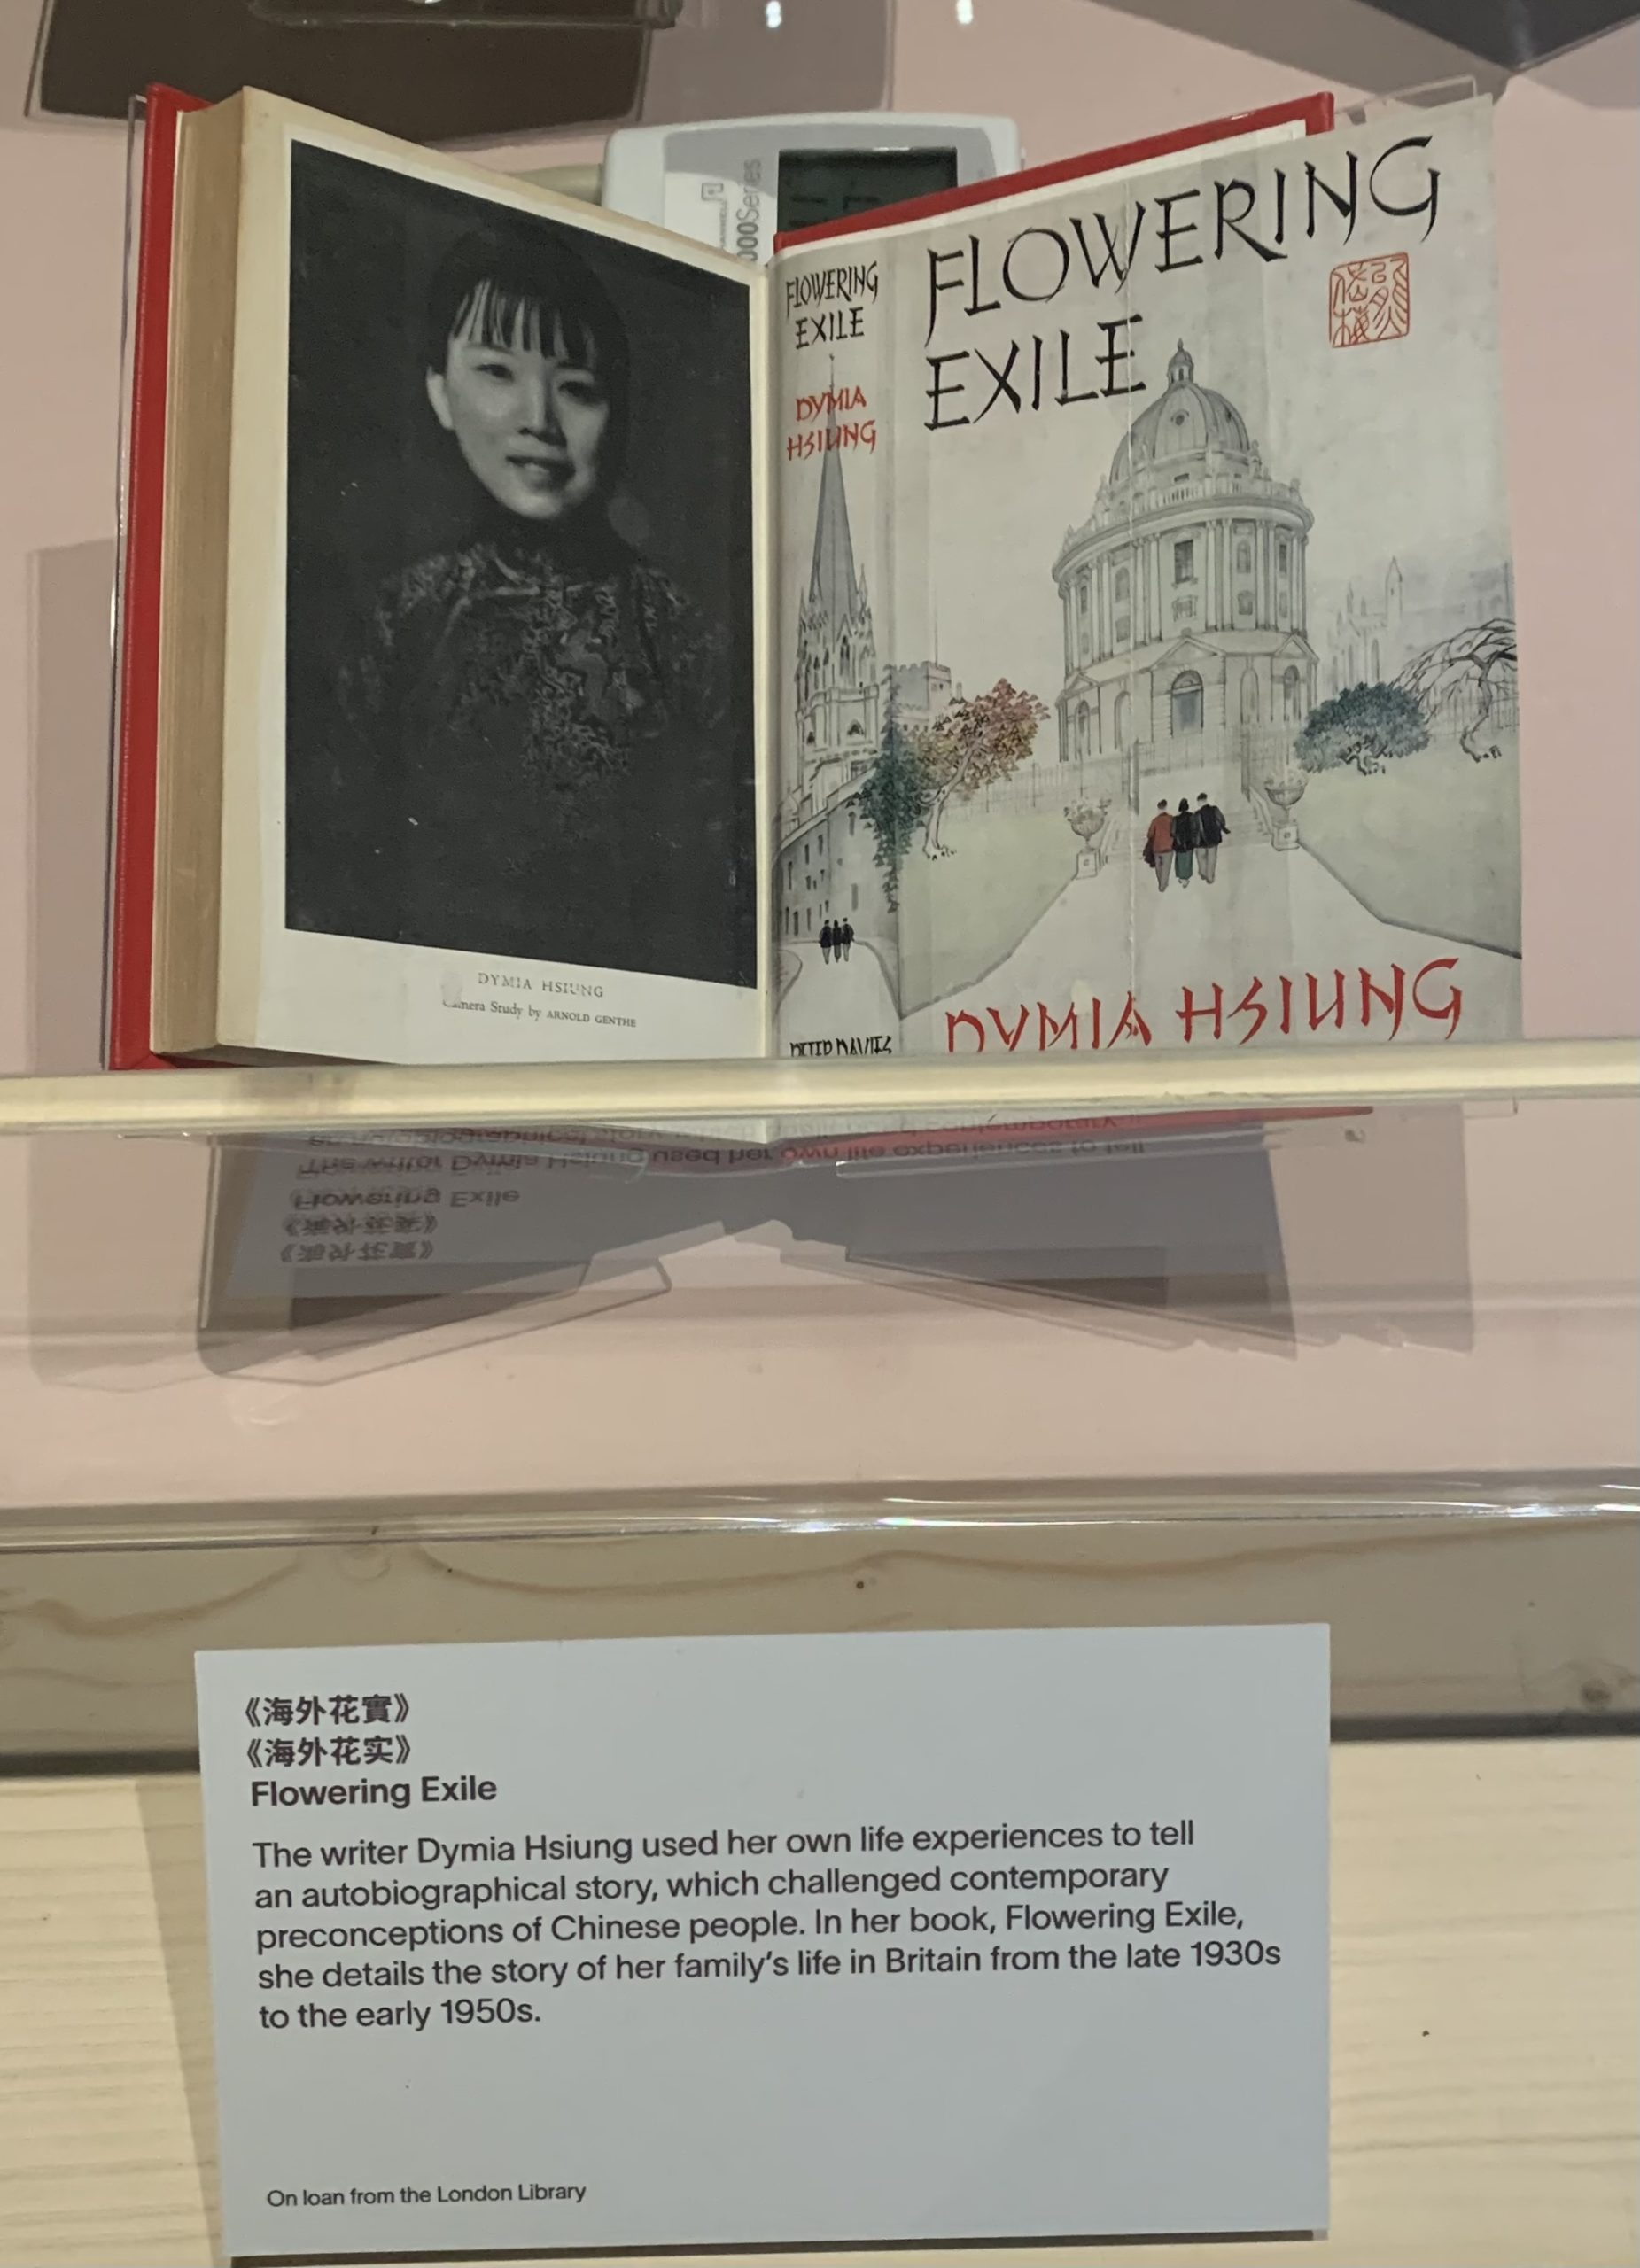 000Series
DYMIA HSIUNG
Camera Study by ARNOLD GENTHE
FLOWERING
EXILE
DYMIA
HSIUNG
PETER DAVIES
FLOWERING
EXILE
DYMIA HSIUNG
《海外花實》
《海外花实》
Flowering Exile
The writer Dymia Hsiung used her own life experiences to tell
an autobiographical story, which challenged contemporary
preconceptions of Chinese people. In her book, Flowering Exile,
she details the story of her family's life in Britain from the late 1930s
to the early 1950s.
On loan from the London Library